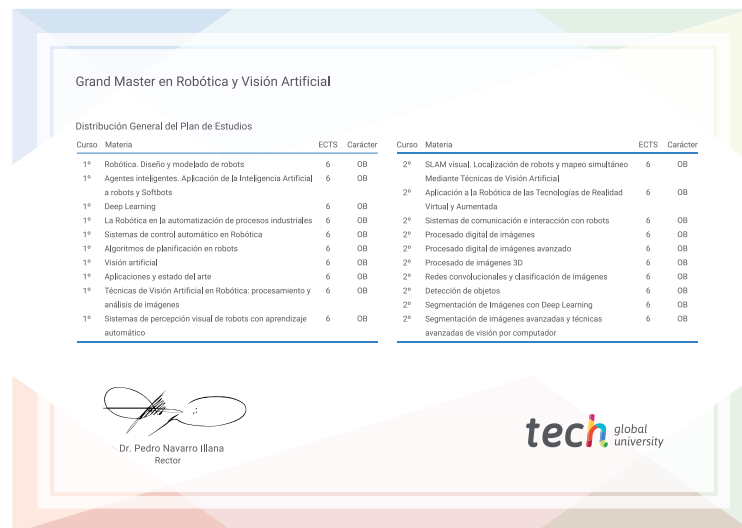 Grand Master en Robótica y Visión Artificial
Distribución General del Plan de Estudios
Curso Materia ECTS Carácter
1º Robótica. Diseño y modelado de robots 6 OB
1º Agentes inteligentes. Aplicación de la Inteligencia Artificial 6 OB
a robots y Softbots
1º Deep Learning 6 OB
1º La Robótica en la automatización de procesos industriales 6 OB
1º Sistemas de control automático en Robótica 6 OB
1º Algoritmos de planificación en robots 6 OB
1º Visión artificial 6 OB
1º Aplicaciones y estado del arte 6 OB
1º Técnicas de Visión Artificial en Robótica: procesamiento y 6 OB
análisis de imágenes
1º Sistemas de percepción visual de robots con aprendizaje 6 OB
automático
Curso Materia ECTS Carácter
2º SLAM visual. Localización de robots y mapeo simultáneo 6 OB
Mediante Técnicas de Visión Artificial
2º Aplicación a la Robótica de las Tecnologías de Realidad 6 OB
Virtual y Aumentada
2º Sistemas de comunicación e interacción con robots 6 OB
2º Procesado digital de imágenes 6 OB
2º Procesado digital de imágenes avanzado 6 OB
2º Procesado de imágenes 3D 6 OB
2º Redes convolucionales y clasificación de imágenes 6 OB
2º Detección de objetos 6 OB
2º Segmentación de Imágenes con Deep Learning 6 OB
2º Segmentación de imágenes avanzadas y técnicas 6 OB
avanzadas de visión por computador
Dr. Pedro Navarro Illana
Rector
tech global
university